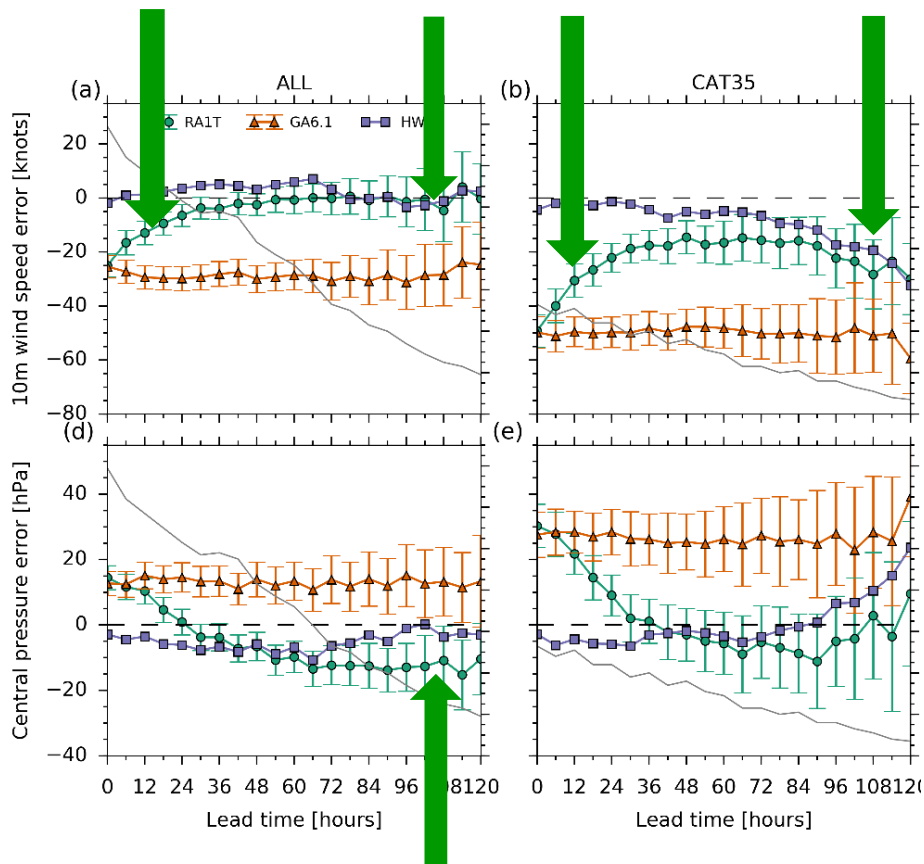 (a) ALL (b) CAT35
RA1T GA6.1 HW
10m wind speed error [knots]
20
0
−20
−40
−60
−80
(d) (e)
Central pressure error [hPa]
40
20
0
−20
−40
0 12 24 36 48 60 72 84 96 108 120
0 12 24 36 48 60 72 84 96 108120
Lead time [hours] Lead time [hours]